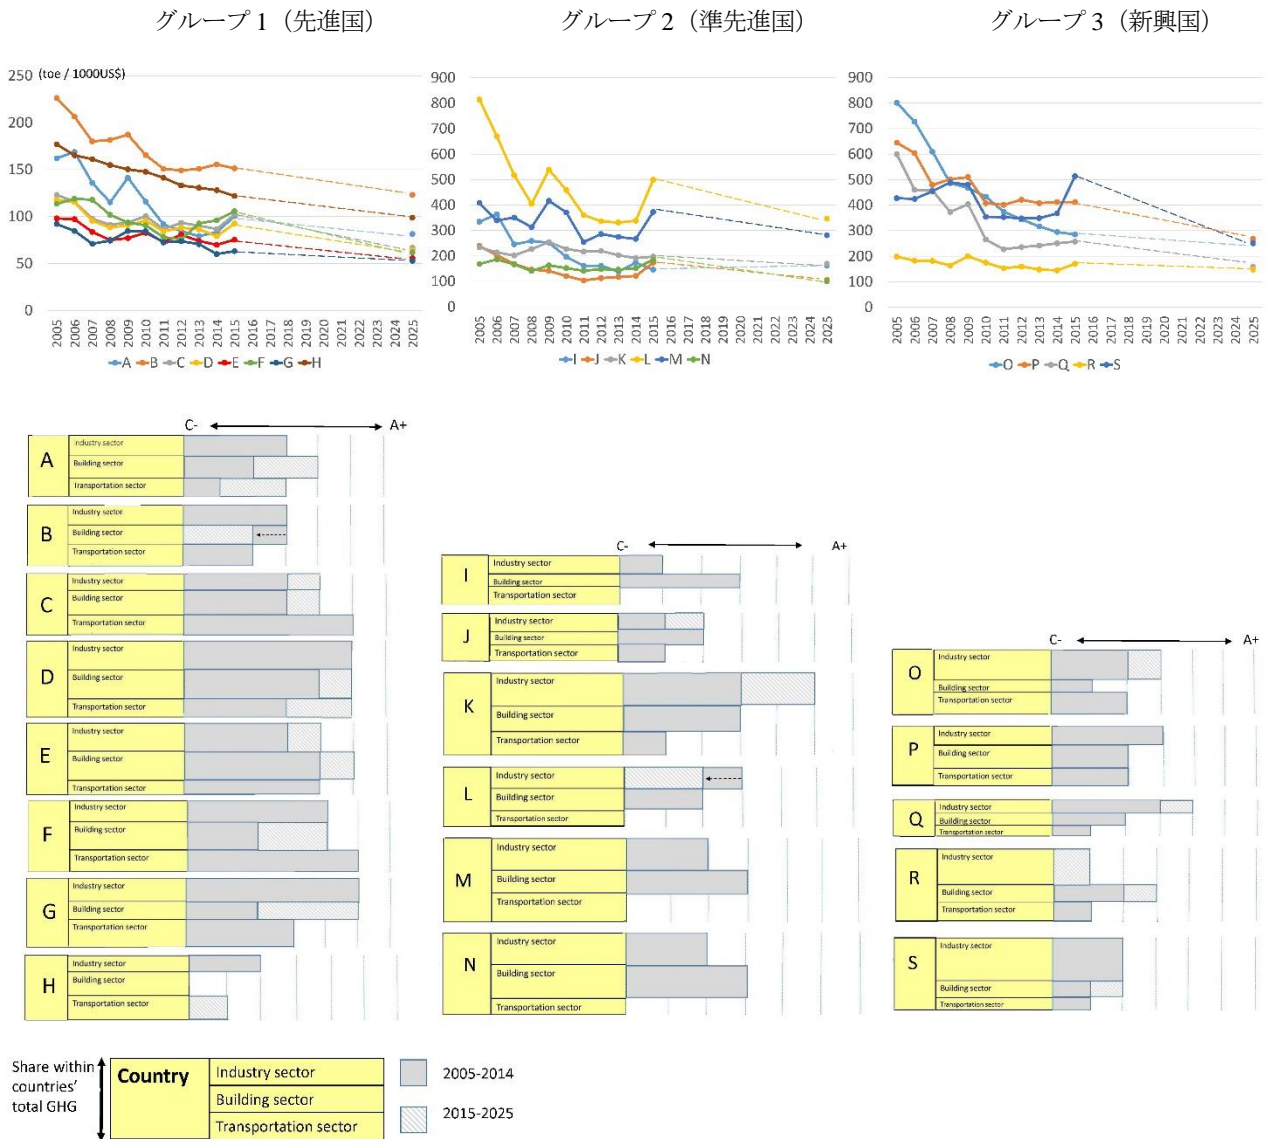 グループ 1（先進国）
グループ 2（準先進国）
グループ 3（新興国）
(toe / 1000US$)
250
200
150
100
50
0
2005 2006 2007 2008 2009 2010 2011 2012 2013 2014 2015 2016 2017 2018 2019 2020 2021 2022 2023 2024 2025
A B C D E F G H
900
800
700
600
500
400
300
200
100
0
2005 2006 2007 2008 2009 2010 2011 2012 2013 2014 2015 2016 2017 2018 2019 2020 2021 2022 2023 2024 2025
I J K L M N
900
800
700
600
500
400
300
200
100
0
2005 2006 2007 2008 2009 2010 2011 2012 2013 2014 2015 2016 2017 2018 2019 2020 2021 2022 2023 2024 2025
O P Q R S
C- A+
A
Industry sector
Building sector
Transportation sector
B
Industry sector
Building sector
Transportation sector
C
Industry sector
Building sector
Transportation sector
D
Industry sector
Building sector
Transportation sector
E
Industry sector
Building sector
Transportation sector
F
Industry sector
Building sector
Transportation sector
G
Industry sector
Building sector
Transportation sector
H
Industry sector
Building sector
Transportation sector
C- A+
I
Industry sector
Building sector
Transportation sector
J
Industry sector
Building sector
Transportation sector
K
Industry sector
Building sector
Transportation sector
L
Industry sector
Building sector
Transportation sector
M
Industry sector
Building sector
Transportation sector
N
Industry sector
Building sector
Transportation sector
C- A+
O
Industry sector
Building sector
Transportation sector
P
Industry sector
Building sector
Transportation sector
Q
Industry sector
Building sector
Transportation sector
R
Industry sector
Building sector
Transportation sector
S
Industry sector
Building sector
Transportation sector
Share within
countries'
total GHG
Country
Industry sector
Building sector
Transportation sector
2005-2014
2015-2025